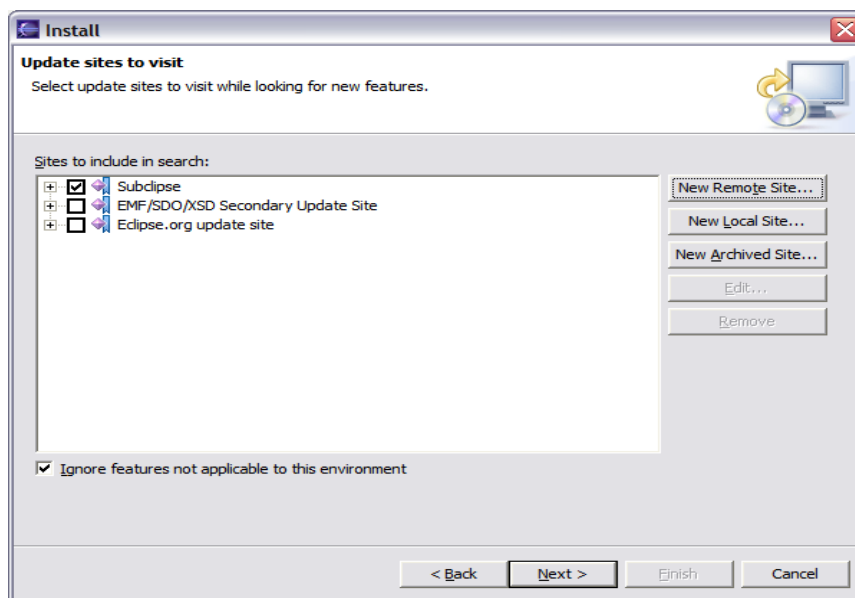 Install
Update sites to visit
Select update sites to visit while looking for new features.
Sites to include in search:
Subclipse
EMF/SDO/XSD Secondary Update Site
Eclipse.org update site
New Remote Site...
New Local Site...
New Archived Site...
Edit...
Remove
Ignore features not applicable to this environment
< Back Next > Finish Cancel